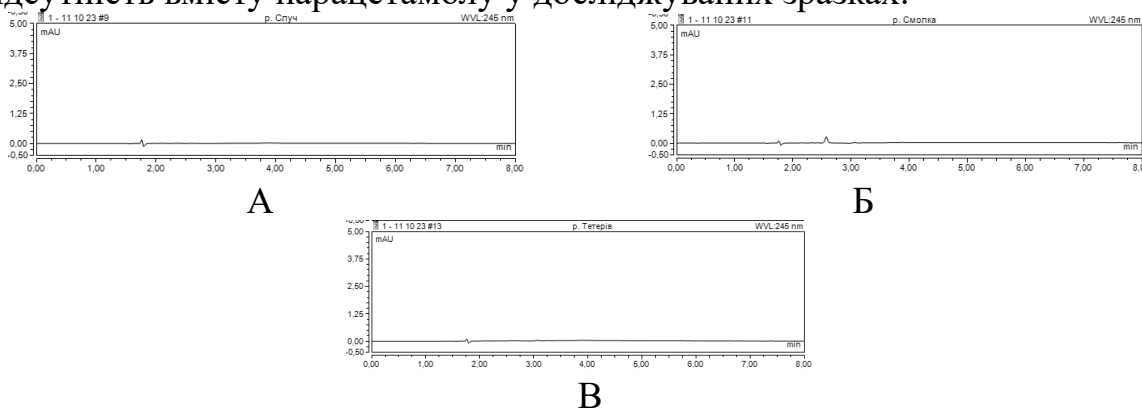 вмісту парацетамолу у досліджуваних зразках.
1 - 11 10 23 #9 р. Случ WVL:245 nm
5,00
mAU
3,75
2,50
1,25
0,00
min
-0,50
0,00 1,00 2,00 3,00 4,00 5,00 6,00 7,00 8,00
А
1 - 11 10 23 #11 р. Смолка WVL:245 nm
5,00
mAU
3,75
2,50
1,25
0,00
min
-0,50
0,00 1,00 2,00 3,00 4,00 5,00 6,00 7,00 8,00
Б
1 - 11 10 23 #13 р. Тетерів WVL:245 nm
5,00
mAU
3,75
2,50
1,25
0,00
min
-0,50
0,00 1,00 2,00 3,00 4,00 5,00 6,00 7,00 8,00
В